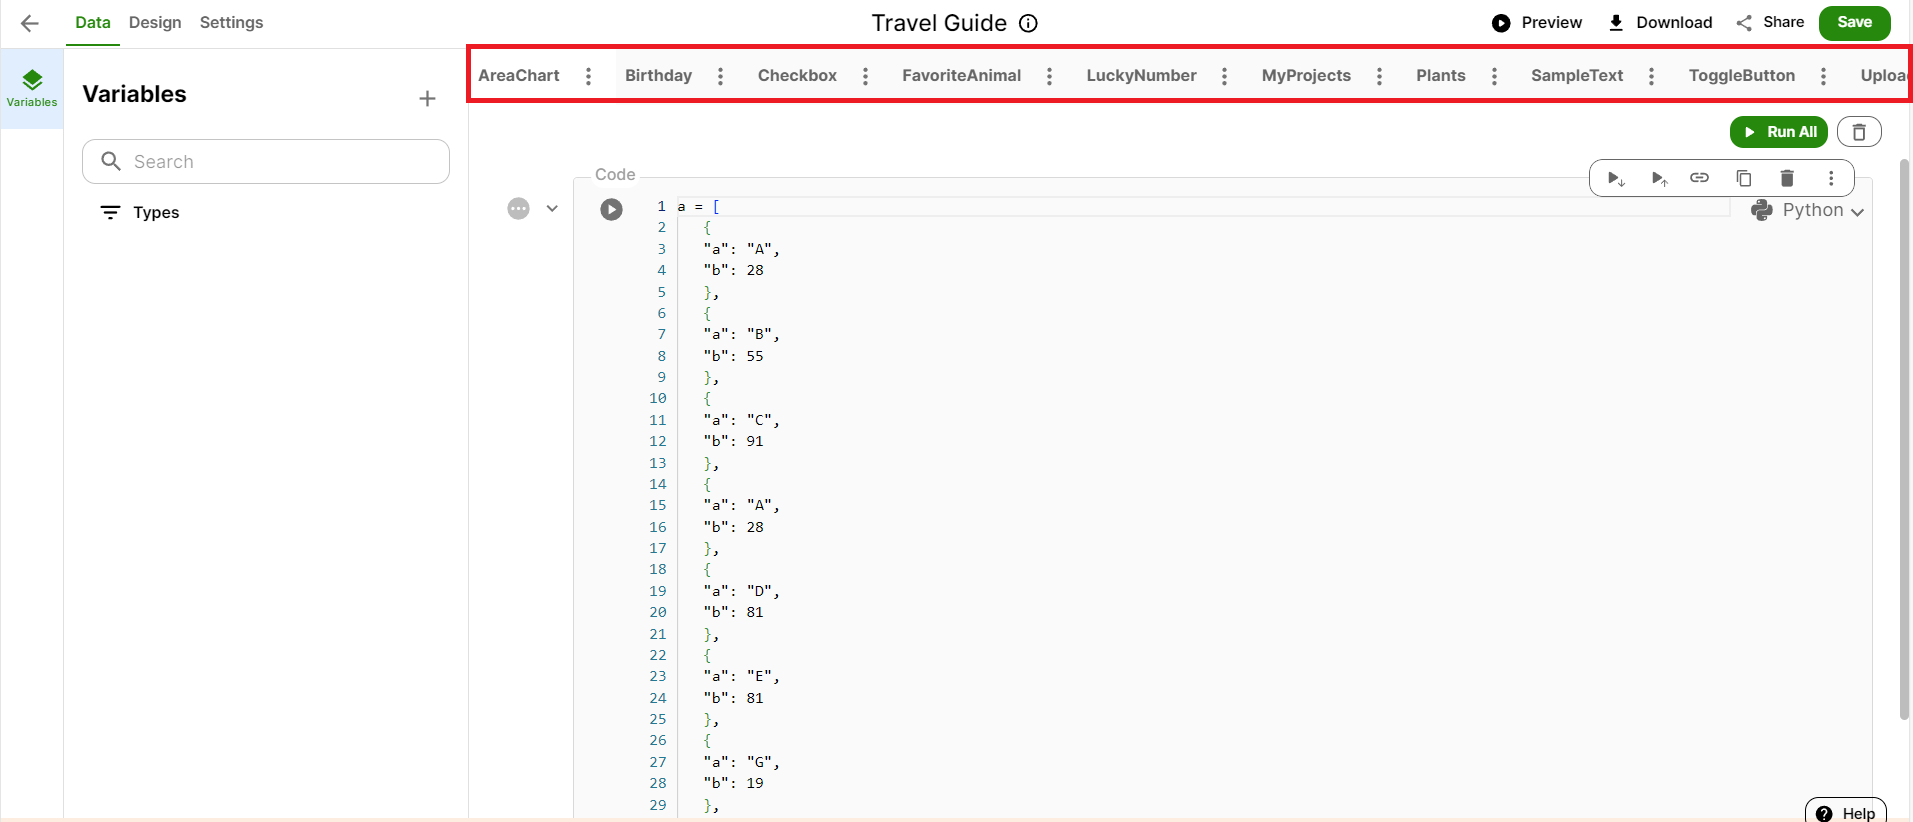 Data Design Settings Travel Guide Preview Download Share Save
AreaChart Birthday Checkbox FavoriteAnimal LuckyNumber MyProjects Plants SampleText ToggleButton Uploa
Variables
Variables
Run All
Search
Types
Code
Python
1 a = [
2 {
3 "a": "A",
4 "b": 28
5 },
6 {
7 "a": "B",
8 "b": 55
9 },
10 {
11 "a": "C",
12 "b": 91
13 },
14 {
15 "a": "A",
16 "b": 28
17 },
18 {
19 "a": "D",
20 "b": 81
21 },
22 {
23 "a": "E",
24 "b": 81
25 },
26 {
27 "a": "G",
28 "b": 19
29 },
Help